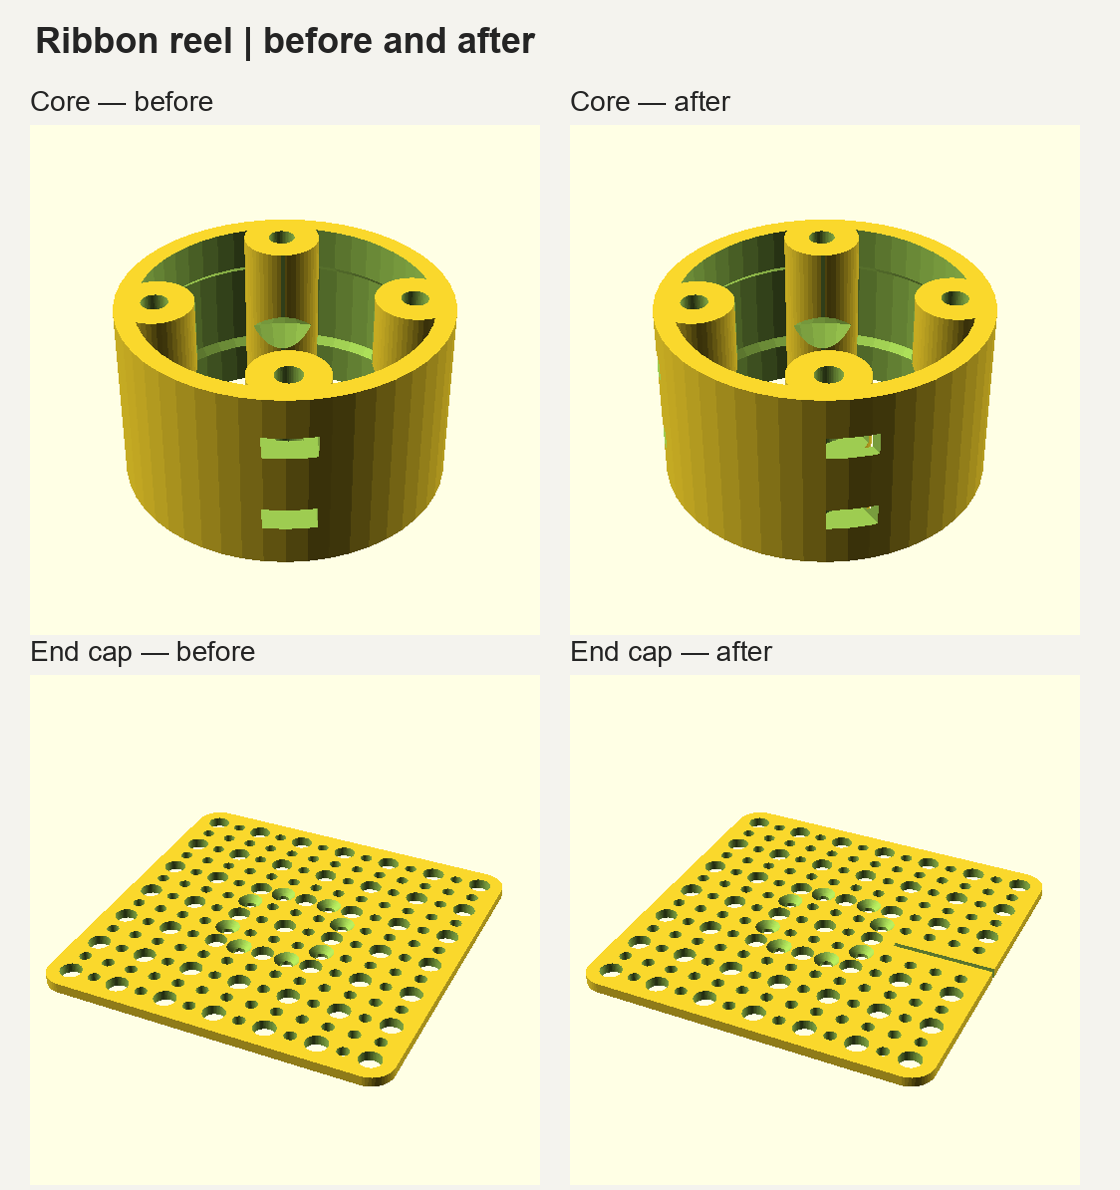 Ribbon reel | before and after
Core — before
Core — after
End cap — before
End cap — after